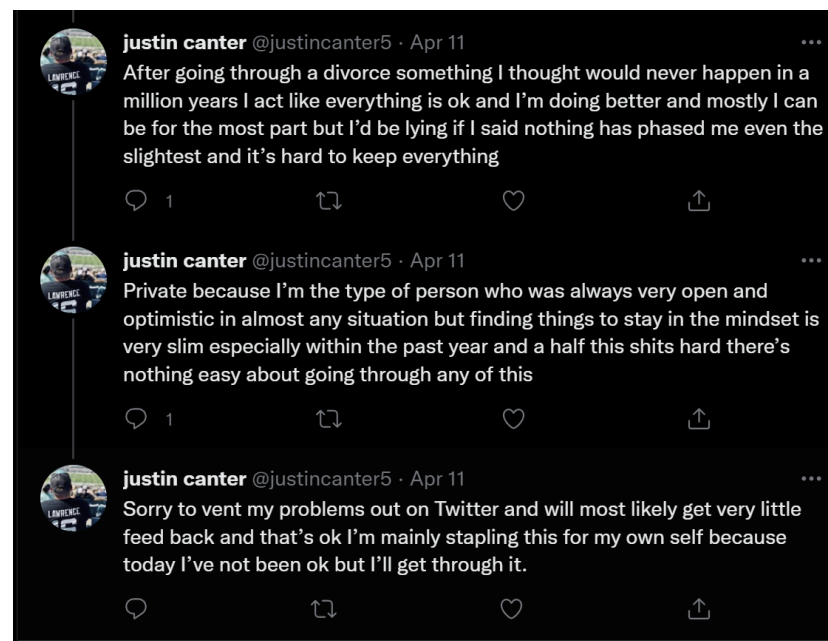 justin canter @justincanter5 · Apr 11
After going through a divorce something I thought would never happen in a
million years I act like everything is ok and I'm doing better and mostly I can
be for the most part but I'd be lying if I said nothing has phased me even the
slightest and it's hard to keep everything
1
justin canter @justincanter5 · Apr 11
Private because I'm the type of person who was always very open and
optimistic in almost any situation but finding things to stay in the mindset is
very slim especially within the past year and a half this shits hard there's
nothing easy about going through any of this
1
justin canter @justincanter5 · Apr 11
Sorry to vent my problems out on Twitter and will most likely get very little
feed back and that's ok I'm mainly stapling this for my own self because
today I've not been ok but I'll get through it.
LAWRENCE
LAWRENCE
LAWRENCE